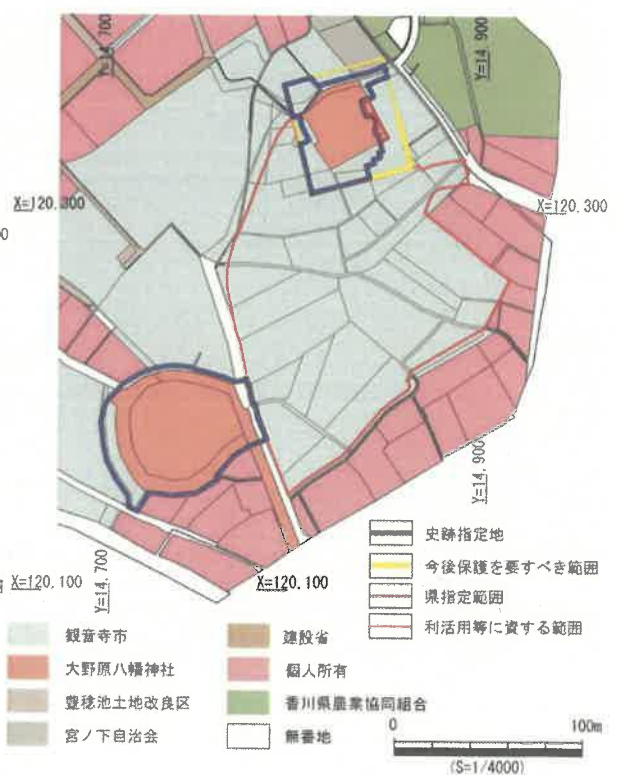 Y=14.700
Y=14.900
X=120.300
X=120.300
Y=14.900
Y=14.700
X=120.100
X=120.100
史跡指定地
今後保護を要すべき範囲
県指定範囲
利活用等に資する範囲
観音寺市
大野原八幡神社
豊稔池土地改良区
宮ノ下自治会
建設省
個人所有
香川県農業協同組合
無番地
0 100m
(S=1/4000)